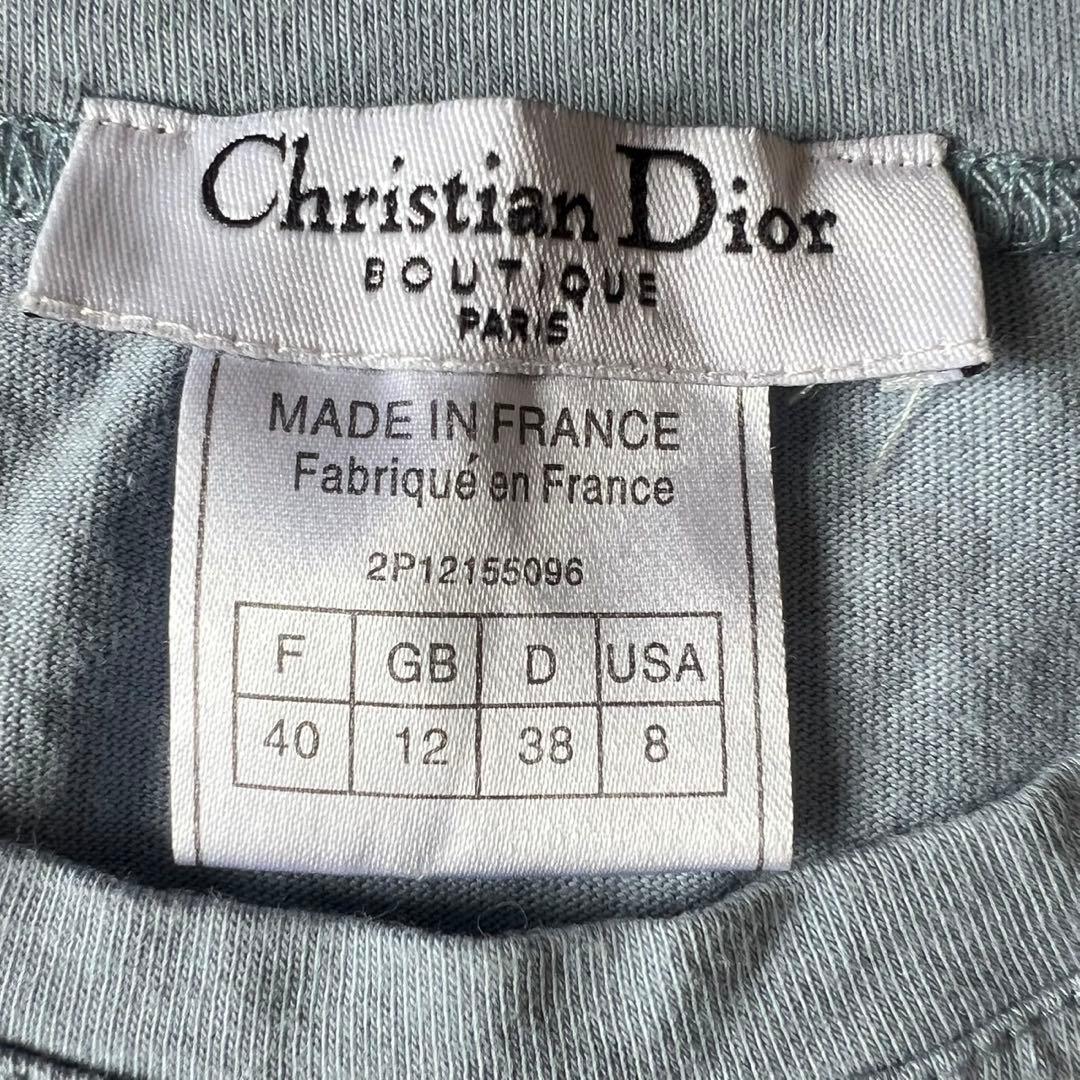 Christian Dior
BOUTIQUE
PARIS
MADE IN FRANCE
Fabriqué en France
2P12155096
F GB D USA
40 12 38 8